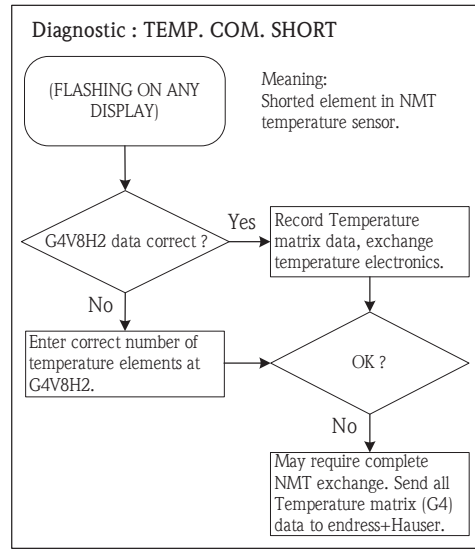 Diagnostic : TEMP. COM. SHORT
(FLASHING ON ANY
DISPLAY)
Meaning:
Shorted element in NMT
temperature sensor.
G4V8H2 data correct ?
Yes
Record Temperature
matrix data, exchange
temperature electronics.
No
Enter correct number of
temperature elements at
G4V8H2.
OK ?
No
May require complete
NMT exchange. Send all
Temperature matrix (G4)
data to endress+Hauser.